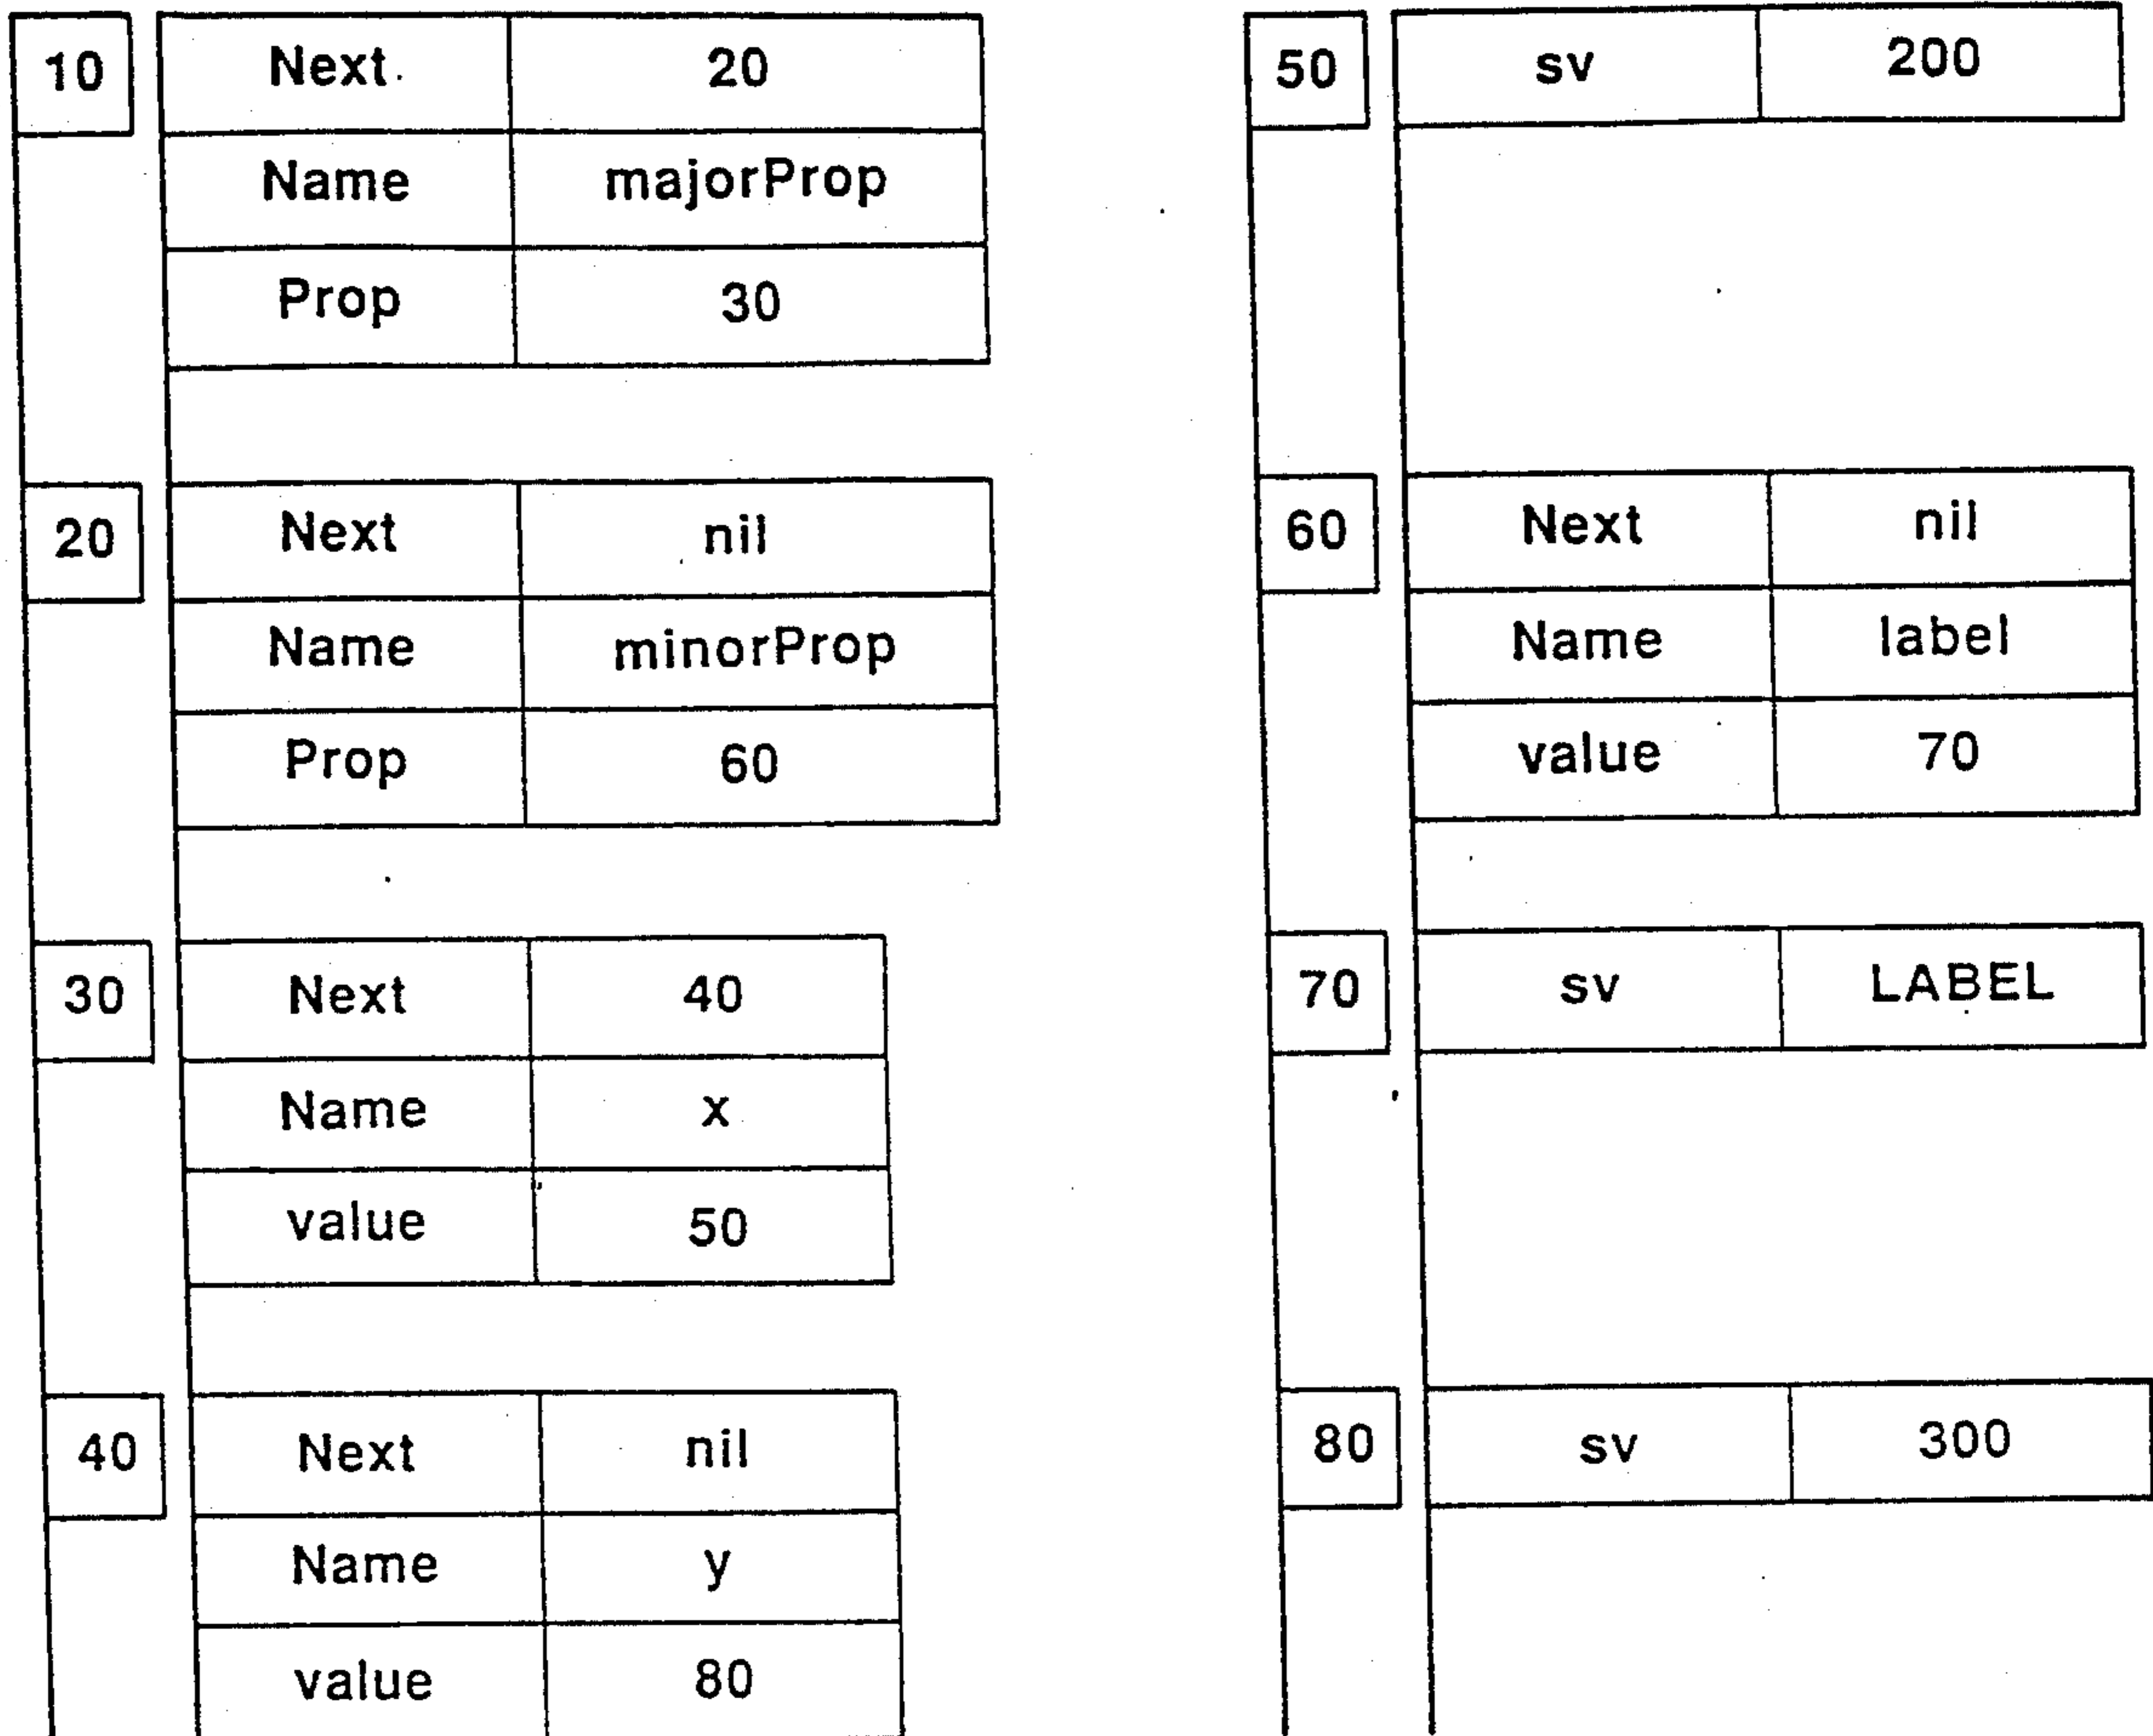 10 Next 20
Name majorProp
Prop 30
20 Next nil
Name minorProp
Prop 60
30 Next 40
Name x
value 50
40 Next nil
Name y
value 80
50 sv 200
60 Next nil
Name label
value 70
70 sv LABEL
80 sv 300